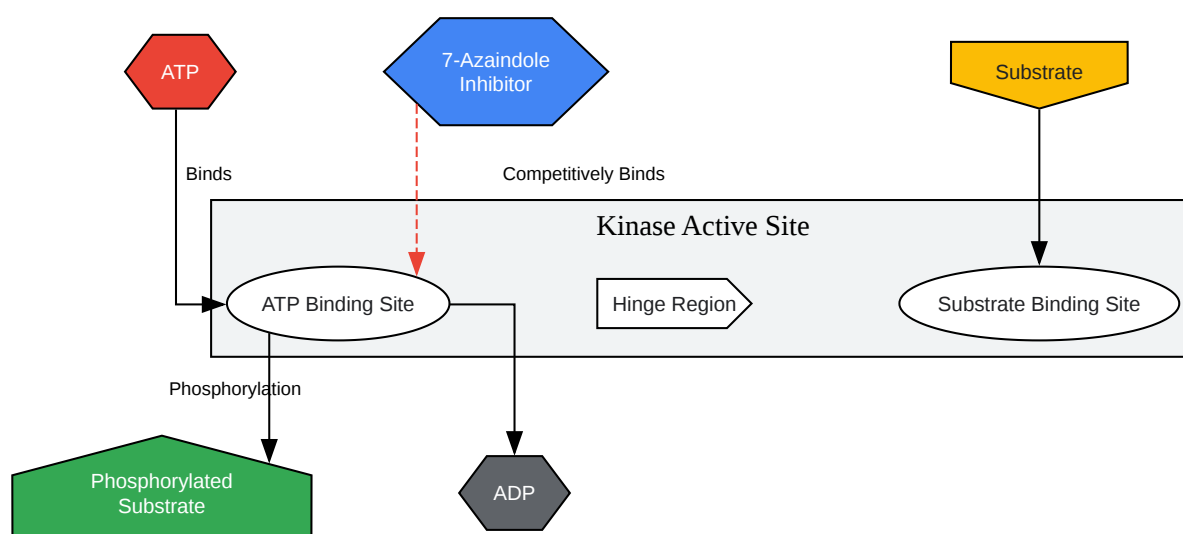 ATP
7-Azaindole
Inhibitor
Substrate
Binds
Competitively Binds
Kinase Active Site
ATP Binding Site
Hinge Region
Substrate Binding Site
Phosphorylation
Phosphorylated
Substrate
ADP